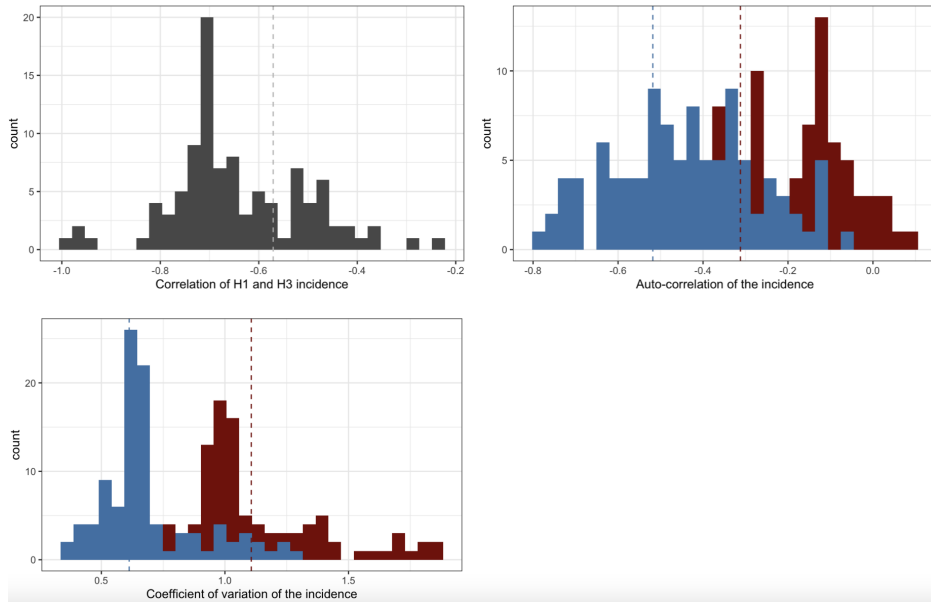 20
15
10
5
0
count
-1.0 -0.8 -0.6 -0.4 -0.2
Correlation of H1 and H3 incidence
10
5
0
count
-0.8 -0.6 -0.4 -0.2 0.0
Auto-correlation of the incidence
20
10
0
count
0.5 1.0 1.5
Coefficient of variation of the incidence